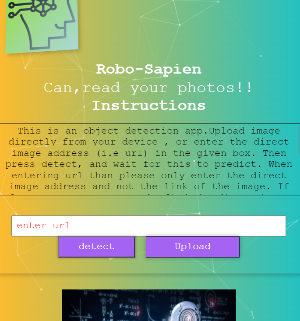 Robo-Sapien
Can,read your photos!!
Instructions
This is an object detection app.Upload image
directly from your device , or enter the direct
image address (i.e url) in the given box. Then
press detect, and wait for this to predict. When
entering url than please only enter the direct
image address and not the link of the image. If
enter url
detect
Upload